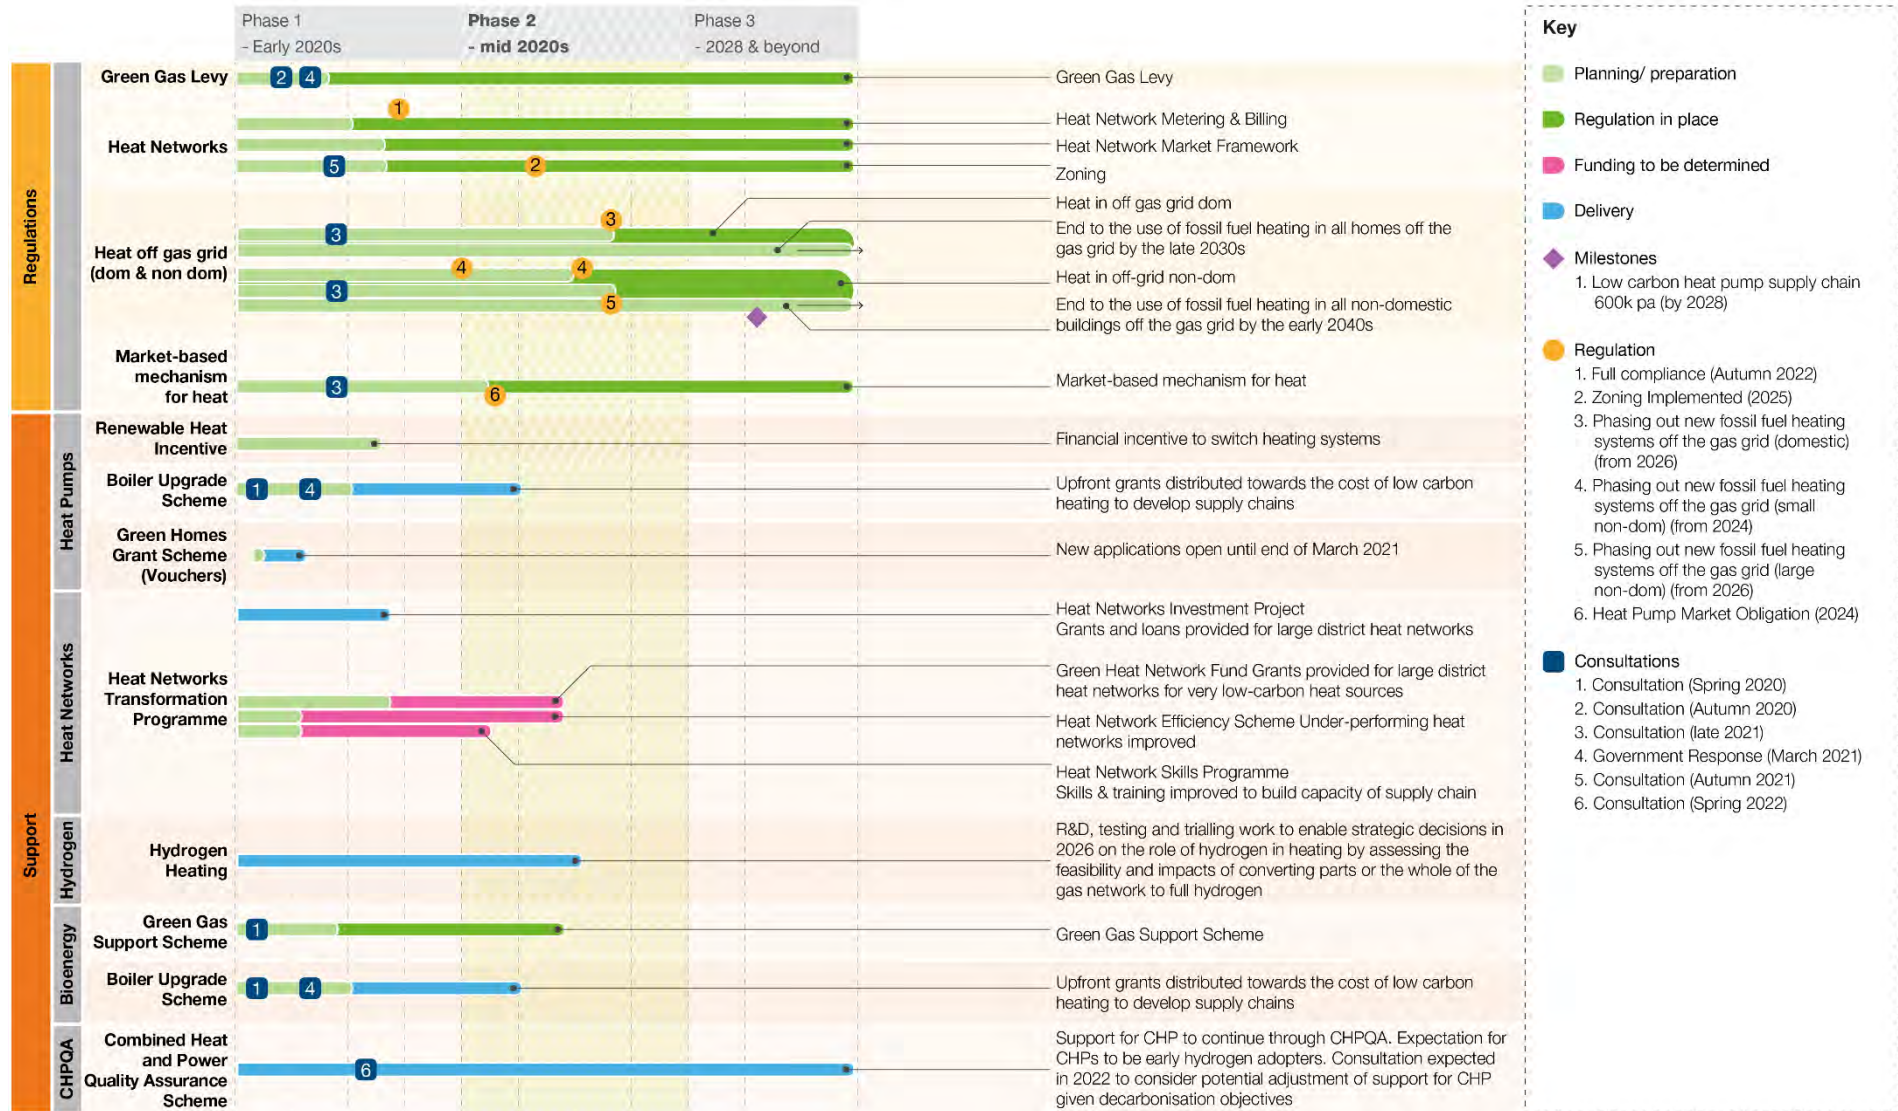 Phase 1
- Early 2020s
Phase 2
- mid 2020s
Phase 3
- 2028 & beyond
Regulations
Green Gas Levy
2 4
Green Gas Levy
Heat Networks
1
Heat Network Metering & Billing
Heat Network Market Framework
5 2
Zoning
Heat off gas grid
(dom & non dom)
3
3
4 4
3
5
Heat in off gas grid dom
End to the use of fossil fuel heating in all homes off the
gas grid by the late 2030s
Heat in off-grid non-dom
End to the use of fossil fuel heating in all non-domestic
buildings off the gas grid by the early 2040s
Market-based
mechanism
for heat
3
6
Market-based mechanism for heat
Support
Heat Pumps
Renewable Heat
Incentive
Financial incentive to switch heating systems
Boiler Upgrade
Scheme
1 4
Upfront grants distributed towards the cost of low carbon
heating to develop supply chains
Green Homes
Grant Scheme
(Vouchers)
New applications open until end of March 2021
Heat Networks
Heat Networks
Transformation
Programme
Heat Networks Investment Project
Grants and loans provided for large district heat networks
Green Heat Network Fund Grants provided for large district
heat networks for very low-carbon heat sources
Heat Network Efficiency Scheme Under-performing heat
networks improved
Heat Network Skills Programme
Skills & training improved to build capacity of supply chain
Hydrogen
Hydrogen
Heating
R&D, testing and trialling work to enable strategic decisions in
2026 on the role of hydrogen in heating by assessing the
feasibility and impacts of converting parts or the whole of the
gas network to full hydrogen
Bioenergy
Green Gas
Support Scheme
1
Green Gas Support Scheme
Boiler Upgrade
Scheme
1 4
Upfront grants distributed towards the cost of low carbon
heating to develop supply chains
CHPQA
Combined Heat
and Power
Quality Assurance
Scheme
6
Support for CHP to continue through CHPQA. Expectation for
CHPs to be early hydrogen adopters. Consultation expected
in 2022 to consider potential adjustment of support for CHP
given decarbonisation objectives
Key
Planning/ preparation
Regulation in place
Funding to be determined
Delivery
Milestones
1. Low carbon heat pump supply chain
600k pa (by 2028)
Regulation
1. Full compliance (Autumn 2022)
2. Zoning Implemented (2025)
3. Phasing out new fossil fuel heating
systems off the gas grid (domestic)
(from 2026)
4. Phasing out new fossil fuel heating
systems off the gas grid (small
non-dom) (from 2024)
5. Phasing out new fossil fuel heating
systems off the gas grid (large
non-dom) (from 2026)
6. Heat Pump Market Obligation (2024)
Consultations
1. Consultation (Spring 2020)
2. Consultation (Autumn 2020)
3. Consultation (late 2021)
4. Government Response (March 2021)
5. Consultation (Autumn 2021)
6. Consultation (Spring 2022)